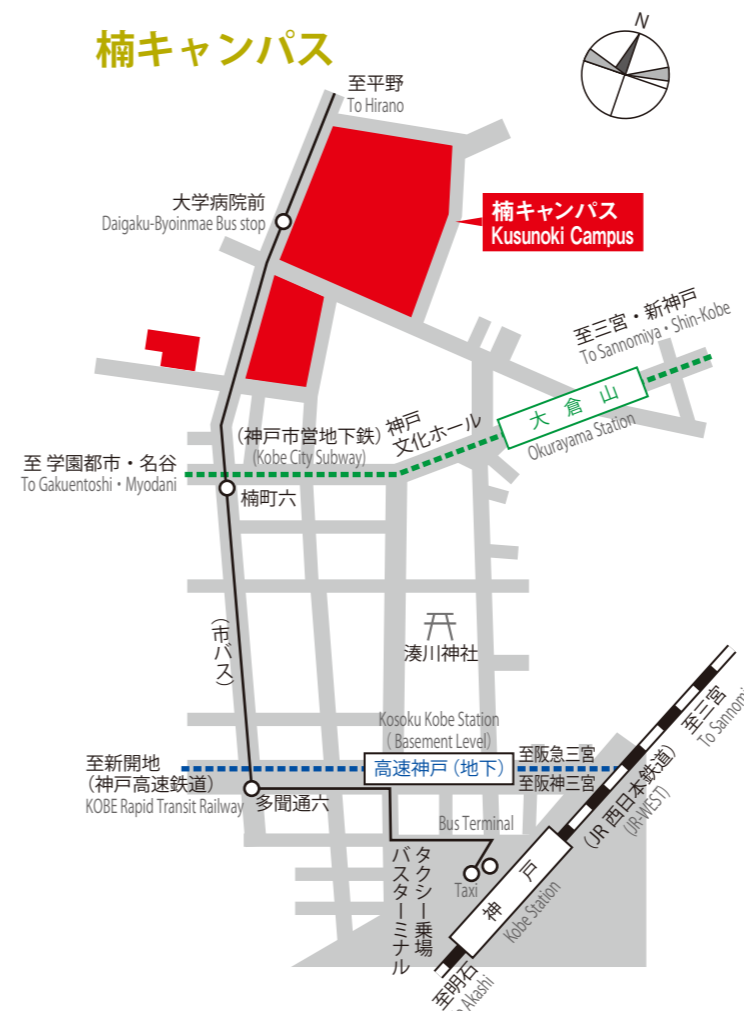 楠キャンパス
N
至平野
To Hirano
大学病院前
Daigaku-Byoinmae Bus stop
楠キャンパス
Kusunoki Campus
至三宮・新神戸
To Sannomiya・Shin-Kobe
大倉山
Okurayama Station
神戸
文化ホール
(神戸市営地下鉄)
(Kobe City Subway)
至 学園都市・名谷
To Gakuentoshi・Myodani
楠町六
(市バス)
湊川神社
至三宮
To Sannomi
(JR 西日本鉄道)
(JR-WEST)
Kosoku Kobe Station
( Basement Level)
高速神戸(地下)
至阪急三宮
至阪神三宮
至新開地
(神戸高速鉄道)
KOBE Rapid Transit Railway
多聞通六
Bus Terminal
Taxi
タクシー乗場
バスターミナル
神戸
Kobe Station
至明石
Akashi